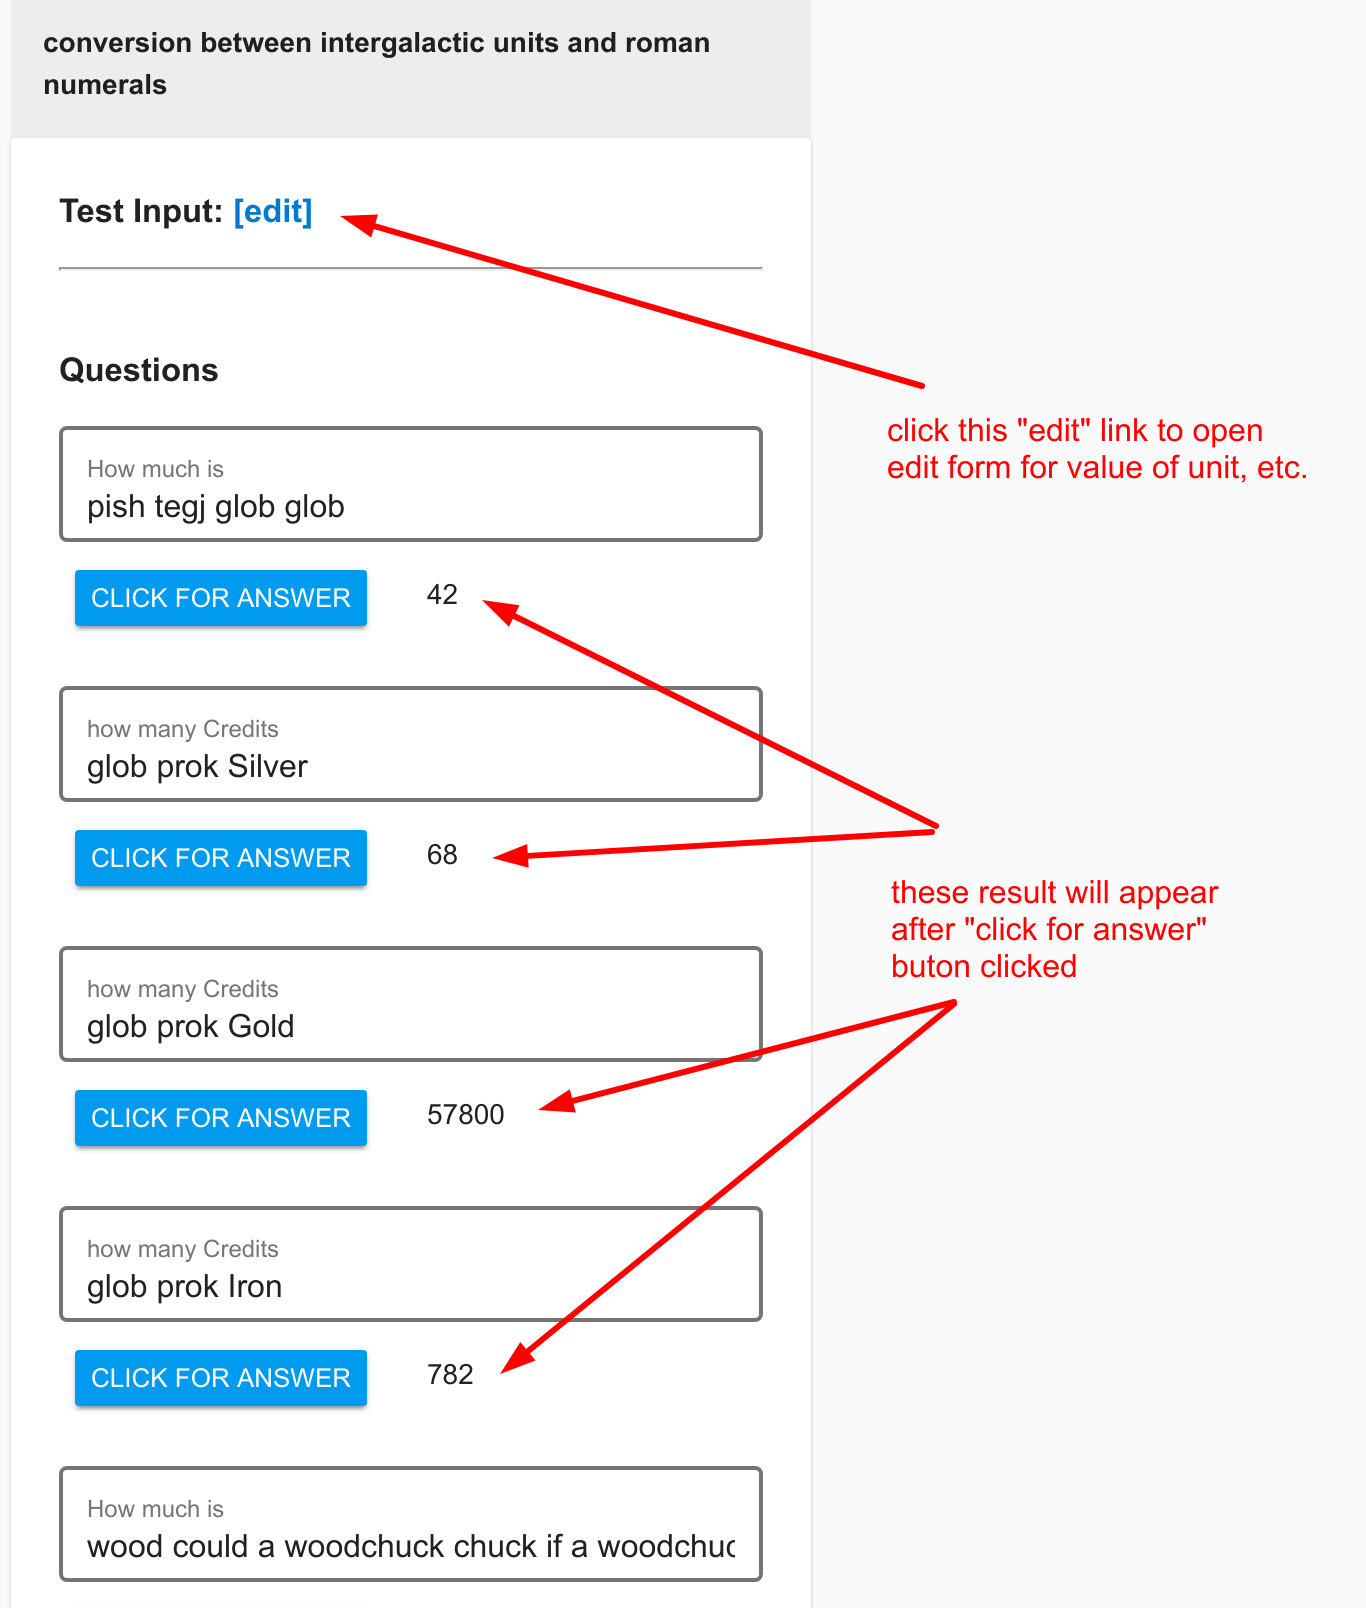 conversion between intergalactic units and roman
numerals
Test Input: [edit]
Questions
How much is
pish tegj glob glob
CLICK FOR ANSWER 42
how many Credits
glob prok Silver
CLICK FOR ANSWER 68
how many Credits
glob prok Gold
CLICK FOR ANSWER 57800
how many Credits
glob prok Iron
CLICK FOR ANSWER 782
How much is
wood could a woodchuck chuck if a woodchuc
click this "edit" link to open
edit form for value of unit, etc.
these result will appear
after "click for answer"
buton clicked